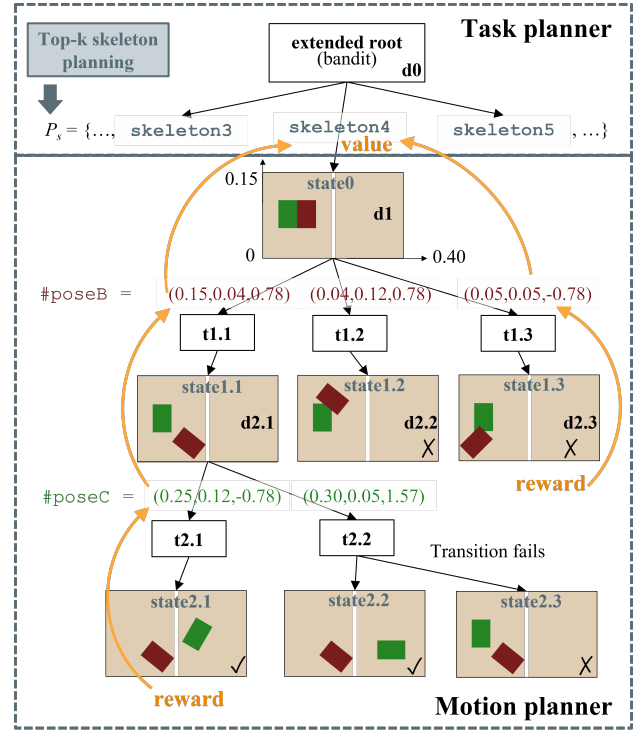 Top-k skeleton
planning
extended root
(bandit)
d0
Task planner
Pₛ = {…, skeleton3 skeleton4 skeleton5 , …}
value
0.15
state0
d1
0
0.40
#poseB = (0.15,0.04,0.78) (0.04,0.12,0.78) (0.05,0.05,-0.78)
t1.1 t1.2 t1.3
state1.1 state1.2 state1.3
d2.1 d2.2 d2.3
✗ ✗
reward
#poseC = (0.25,0.12,-0.78) (0.30,0.05,1.57)
t2.1 t2.2
Transition fails
state2.1 state2.2 state2.3
✓ ✓ ✗
reward
Motion planner